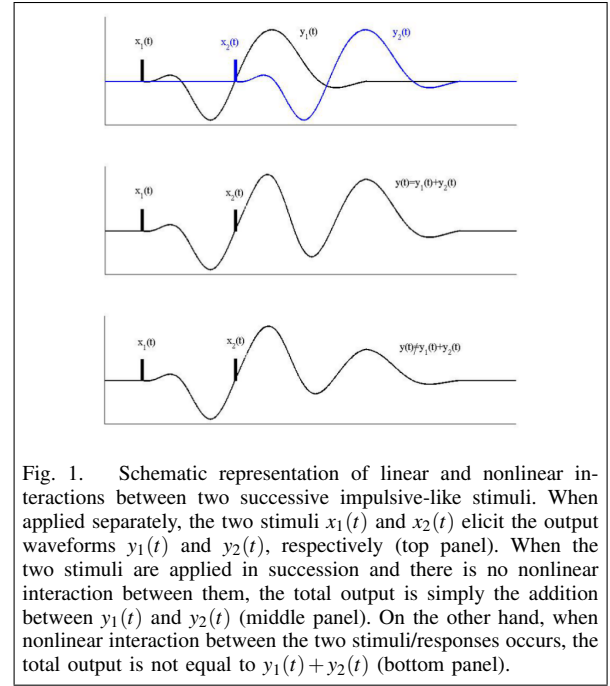 x₁(t) x₂(t) y₁(t) y₂(t)
x₁(t) x₂(t) y(t)=y₁(t)+y₂(t)
x₁(t) x₂(t) y(t)≠y₁(t)+y₂(t)
Fig. 1. Schematic representation of linear and nonlinear in-
teractions between two successive impulsive-like stimuli. When
applied separately, the two stimuli x₁(t) and x₂(t) elicit the output
waveforms y₁(t) and y₂(t), respectively (top panel). When the
two stimuli are applied in succession and there is no nonlinear
interaction between them, the total output is simply the addition
between y₁(t) and y₂(t) (middle panel). On the other hand, when
nonlinear interaction between the two stimuli/responses occurs, the
total output is not equal to y₁(t)+y₂(t) (bottom panel).